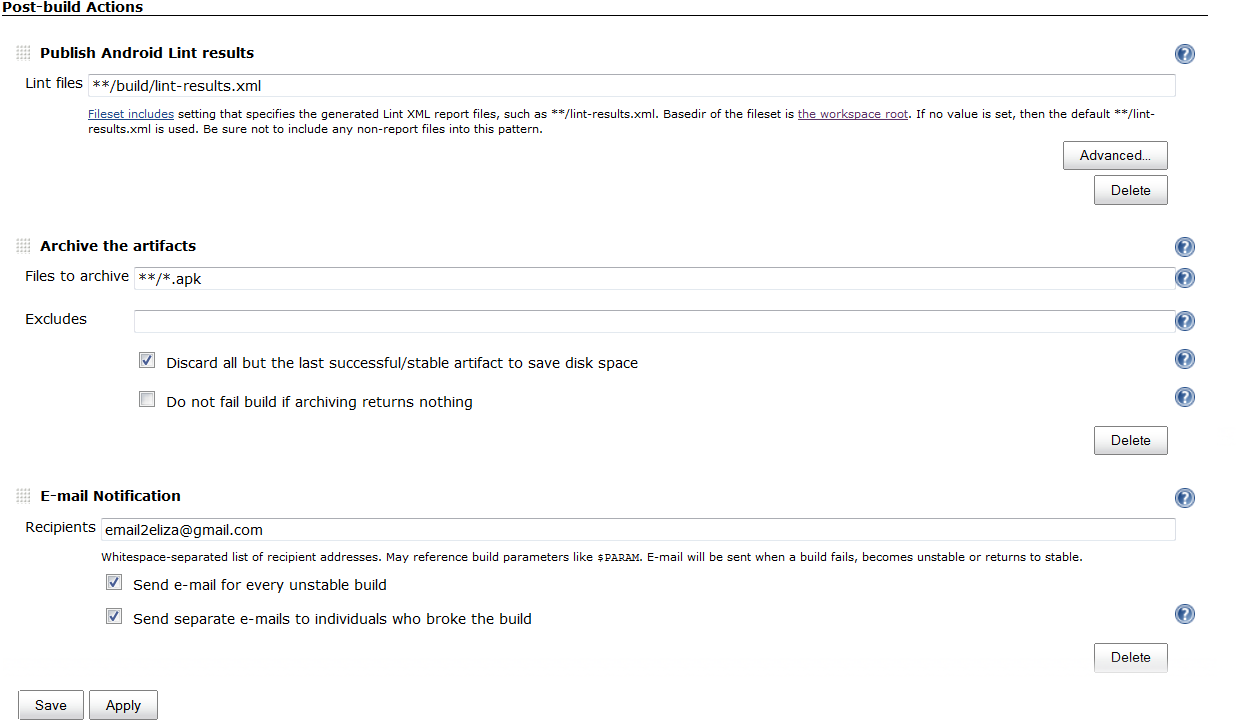 Post-build Actions
Publish Android Lint results
Lint files **/build/lint-results.xml
Fileset includes setting that specifies the generated Lint XML report files, such as **/lint-results.xml. Basedir of the fileset is the workspace root. If no value is set, then the default **/lint-
results.xml is used. Be sure not to include any non-report files into this pattern.
Advanced...
Delete
Archive the artifacts
Files to archive **/*.apk
Excludes
Discard all but the last successful/stable artifact to save disk space
Do not fail build if archiving returns nothing
Delete
E-mail Notification
Recipients email2eliza@gmail.com
Whitespace-separated list of recipient addresses. May reference build parameters like $PARAM. E-mail will be sent when a build fails, becomes unstable or returns to stable.
Send e-mail for every unstable build
Send separate e-mails to individuals who broke the build
Delete
Save Apply